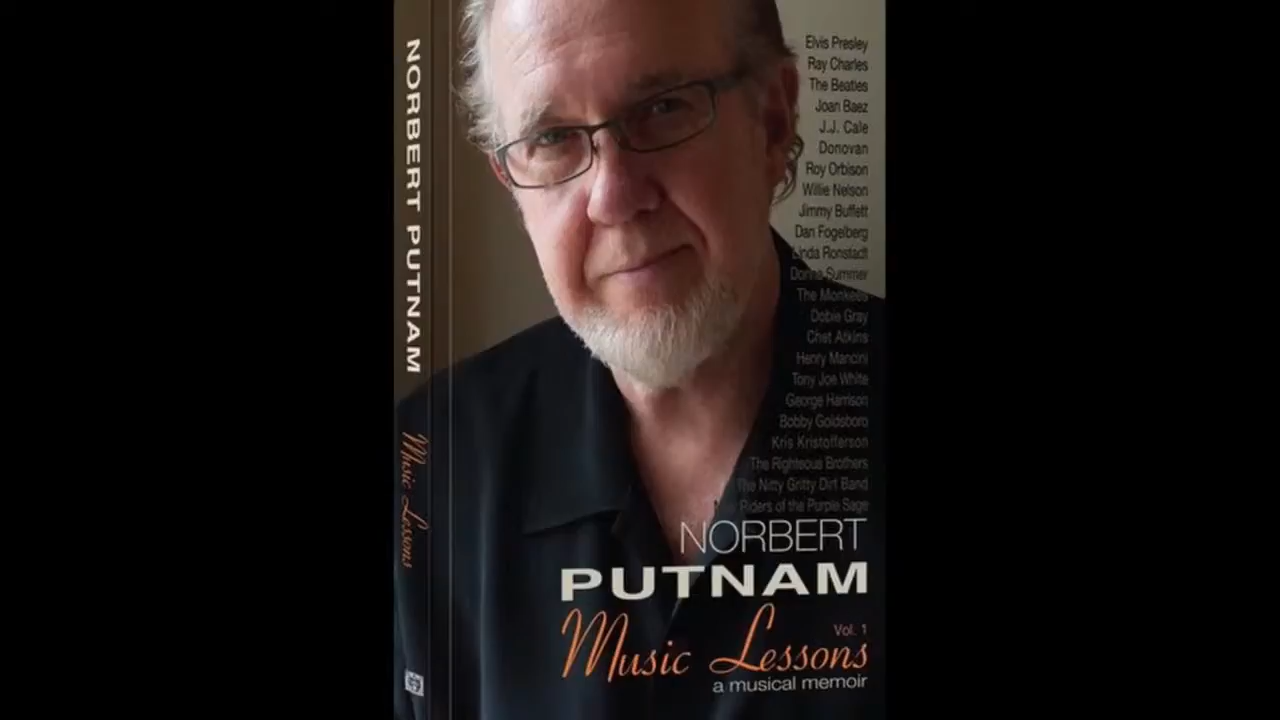 NORBERT PUTNAM
Music Lessons
Elvis Presley
Ray Charles
The Beatles
Joan Baez
J.J. Cale
Donovan
Roy Orbison
Willie Nelson
Jimmy Buffett
Dan Fogelberg
Linda Ronstadt
Donna Summer
The Monkees
Dobie Gray
Chet Atkins
Henry Mancini
Tony Joe White
George Harrison
Bobby Goldsboro
Kris Kristofferson
The Righteous Brothers
The Nitty Gritty Dirt Band
Riders of the Purple Sage
NORBERT
PUTNAM
Vol. 1
Music Lessons
a musical memoir